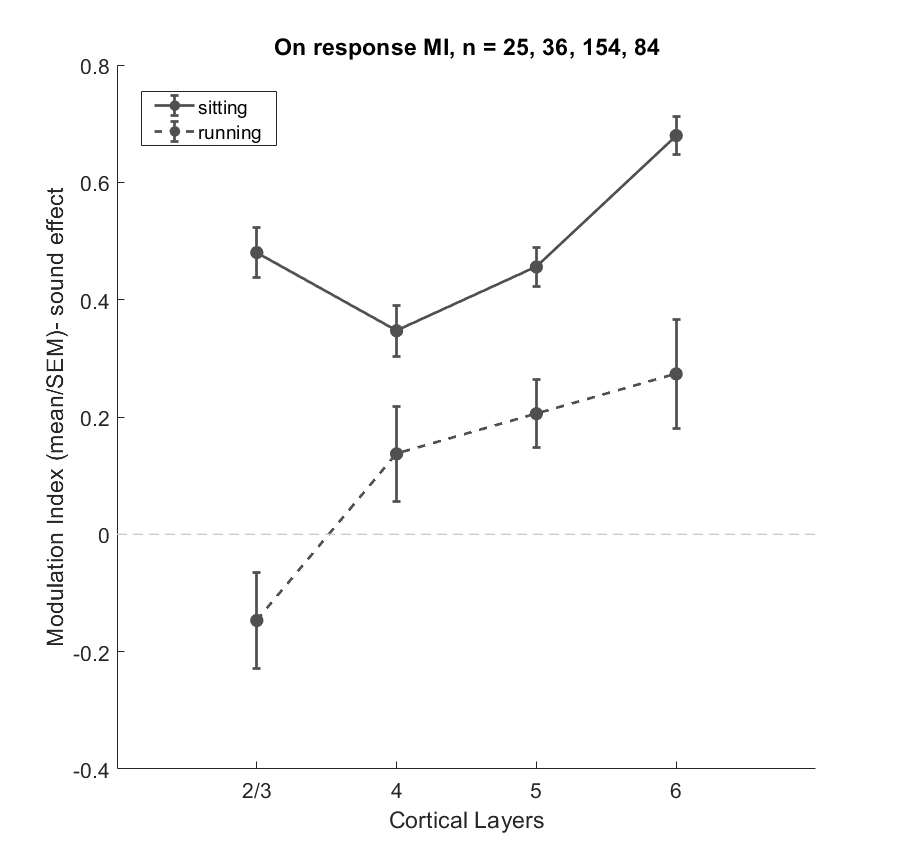 On response MI, n = 25, 36, 154, 84
0.8
0.6
0.4
0.2
0
-0.2
-0.4
sitting
running
Modulation Index (mean/SEM)- sound effect
2/3 4 5 6
Cortical Layers